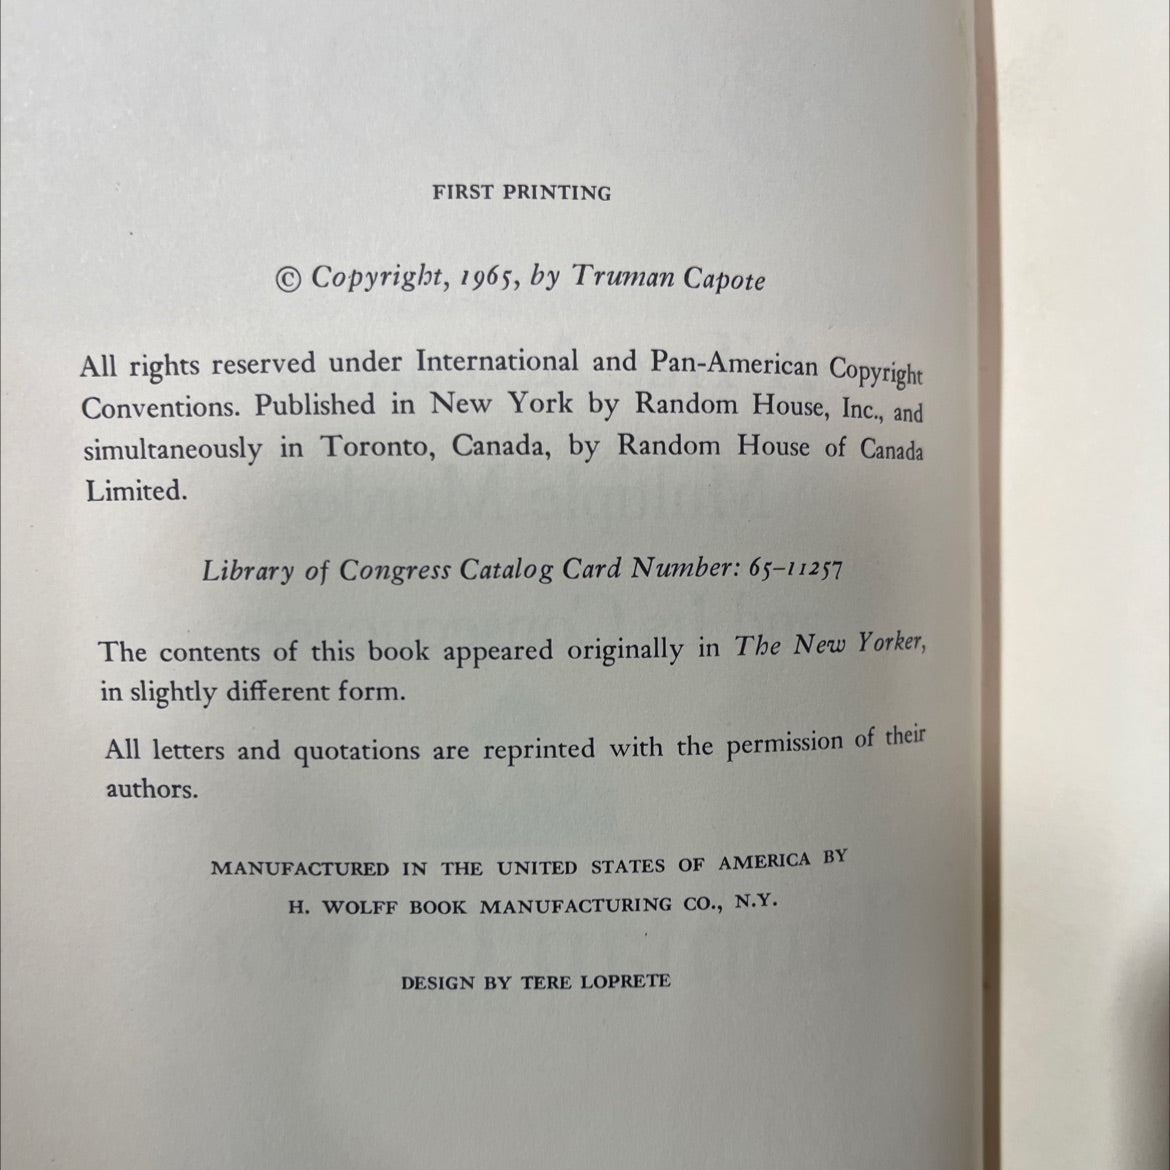 FIRST PRINTING
© Copyright, 1965, by Truman Capote
All rights reserved under International and Pan-American Copyright
Conventions. Published in New York by Random House, Inc., and
simultaneously in Toronto, Canada, by Random House of Canada
Limited.
Library of Congress Catalog Card Number: 65–11257
The contents of this book appeared originally in The New Yorker,
in slightly different form.
All letters and quotations are reprinted with the permission of their
authors.
MANUFACTURED IN THE UNITED STATES OF AMERICA BY
H. WOLFF BOOK MANUFACTURING CO., N.Y.
DESIGN BY TERE LOPRETE